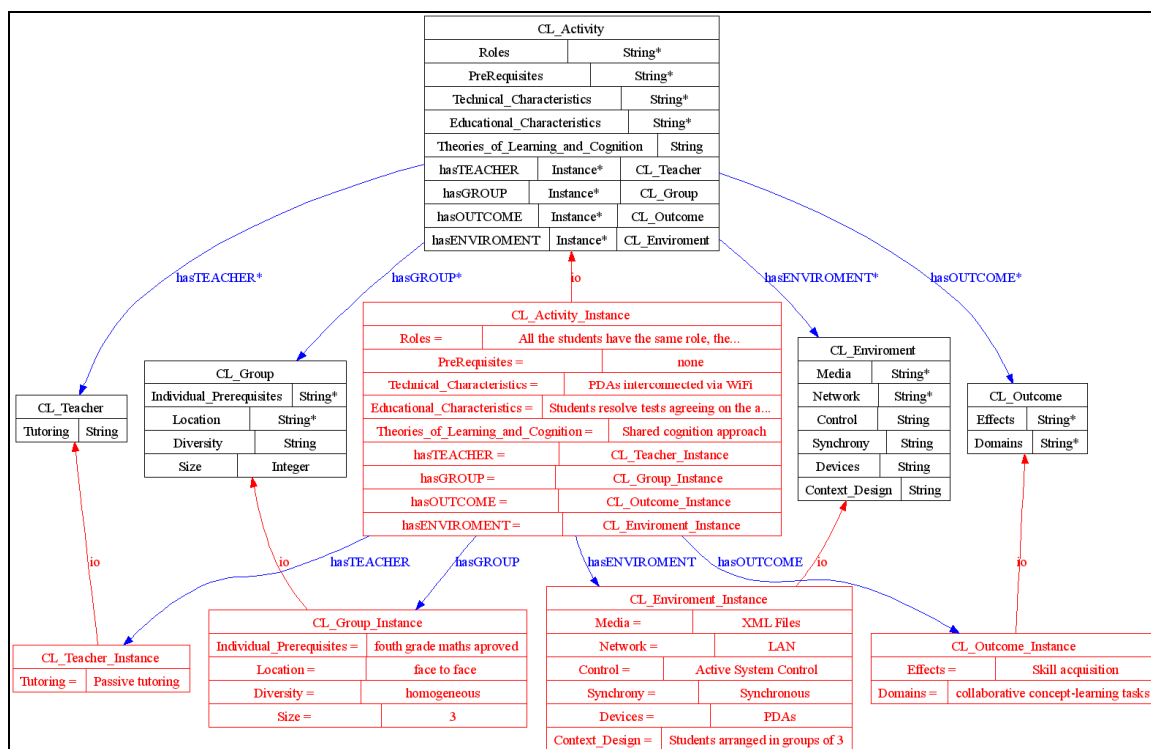 CL_Activity
Roles String*
PreRequisites String*
Technical_Characteristics String*
Educational_Characteristics String*
Theories_of_Learning_and_Cognition String
hasTEACHER Instance* CL_Teacher
hasGROUP Instance* CL_Group
hasOUTCOME Instance* CL_Outcome
hasENVIROMENT Instance* CL_Enviroment
hasTEACHER* hasGROUP* io hasENVIROMENT* hasOUTCOME*
CL_Activity_Instance
Roles = All the students have the same role, the...
PreRequisites = none
Technical_Characteristics = PDAs interconnected via WiFi
Educational_Characteristics = Students resolve tests agreeing on the a...
Theories_of_Learning_and_Cognition = Shared cognition approach
hasTEACHER = CL_Teacher_Instance
hasGROUP = CL_Group_Instance
hasOUTCOME = CL_Outcome_Instance
hasENVIROMENT = CL_Enviroment_Instance
CL_Teacher
Tutoring String
CL_Group
Individual_Prerequisites String*
Location String*
Diversity String
Size Integer
CL_Enviroment
Media String*
Network String*
Control String
Synchrony String
Devices String
Context_Design String
CL_Outcome
Effects String*
Domains String*
io hasTEACHER io hasGROUP hasENVIROMENT hasOUTCOME io io
CL_Teacher_Instance
Tutoring = Passive tutoring
CL_Group_Instance
Individual_Prerequisites = fouth grade maths aproved
Location = face to face
Diversity = homogeneous
Size = 3
CL_Enviroment_Instance
Media = XML Files
Network = LAN
Control = Active System Control
Synchrony = Synchronous
Devices = PDAs
Context_Design = Students arranged in groups of 3
CL_Outcome_Instance
Effects = Skill acquisition
Domains = collaborative concept-learning tasks